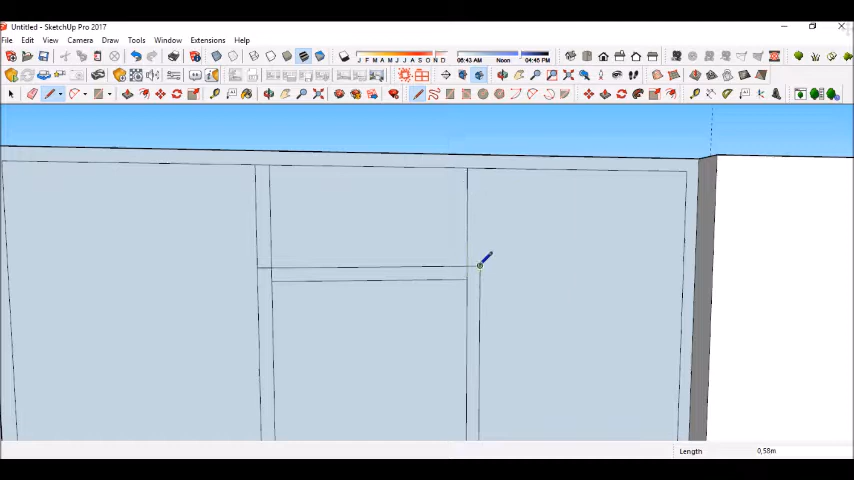 Untitled - SketchUp Pro 2017
File Edit View Camera Draw Tools Window Extensions Help
J F M A M J J A S O N D 06:43 AM Noon 04:45 PM
Length 0,58m